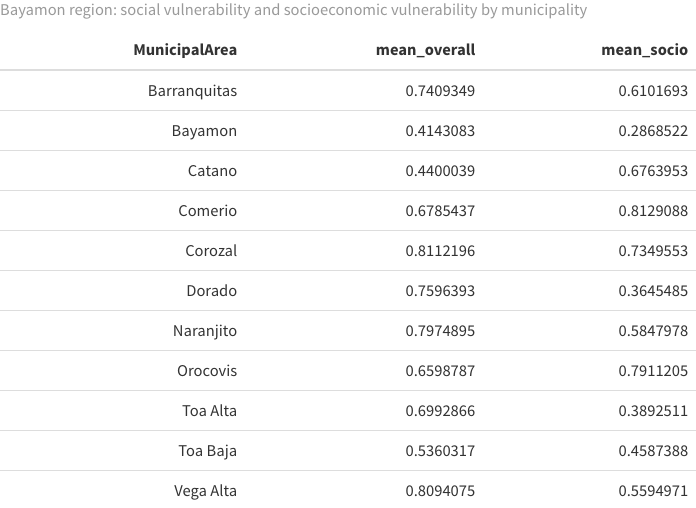 Bayamon region: social vulnerability and socioeconomic vulnerability by municipality
MunicipalArea mean_overall mean_socio
Barranquitas 0.7409349 0.6101693
Bayamon 0.4143083 0.2868522
Catano 0.4400039 0.6763953
Comerio 0.6785437 0.8129088
Corozal 0.8112196 0.7349553
Dorado 0.7596393 0.3645485
Naranjito 0.7974895 0.5847978
Orocovis 0.6598787 0.7911205
Toa Alta 0.6992866 0.3892511
Toa Baja 0.5360317 0.4587388
Vega Alta 0.8094075 0.5594971